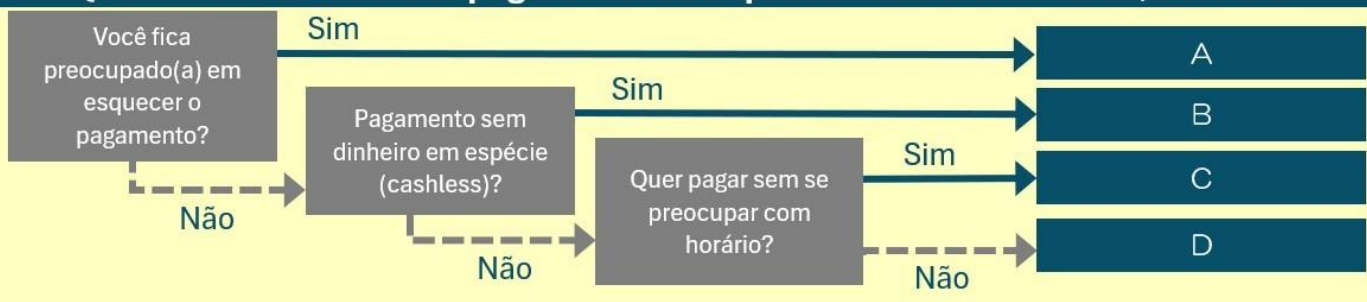 Sim
Você fica
preocupado(a) em
esquecer o
pagamento?
A
Sim
Pagamento sem
dinheiro em espécie
(cashless)?
B
Sim
Quer pagar sem se
preocupar com
horário?
C
Não
D
Não
Não